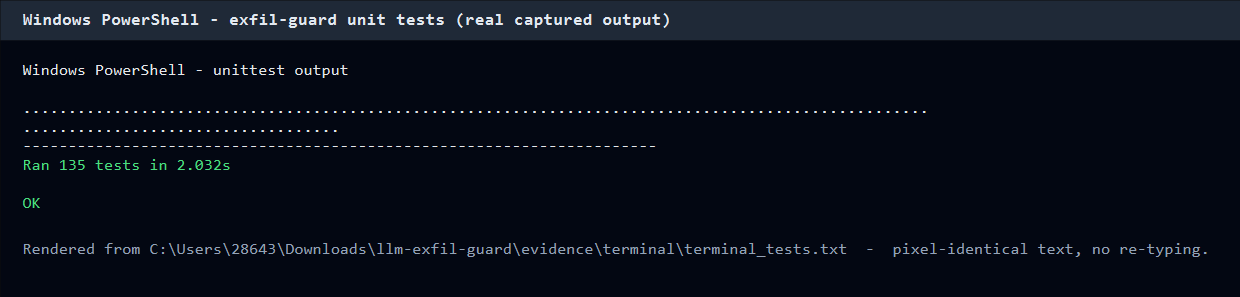 Windows PowerShell - exfil-guard unit tests (real captured output)
Windows PowerShell - unittest output
....................................................................................................
...................................
----------------------------------------------------------------------
Ran 135 tests in 2.032s
OK
Rendered from C:\Users\28643\Downloads\llm-exfil-guard\evidence\terminal\terminal_tests.txt  -  pixel-identical text, no re-typing.